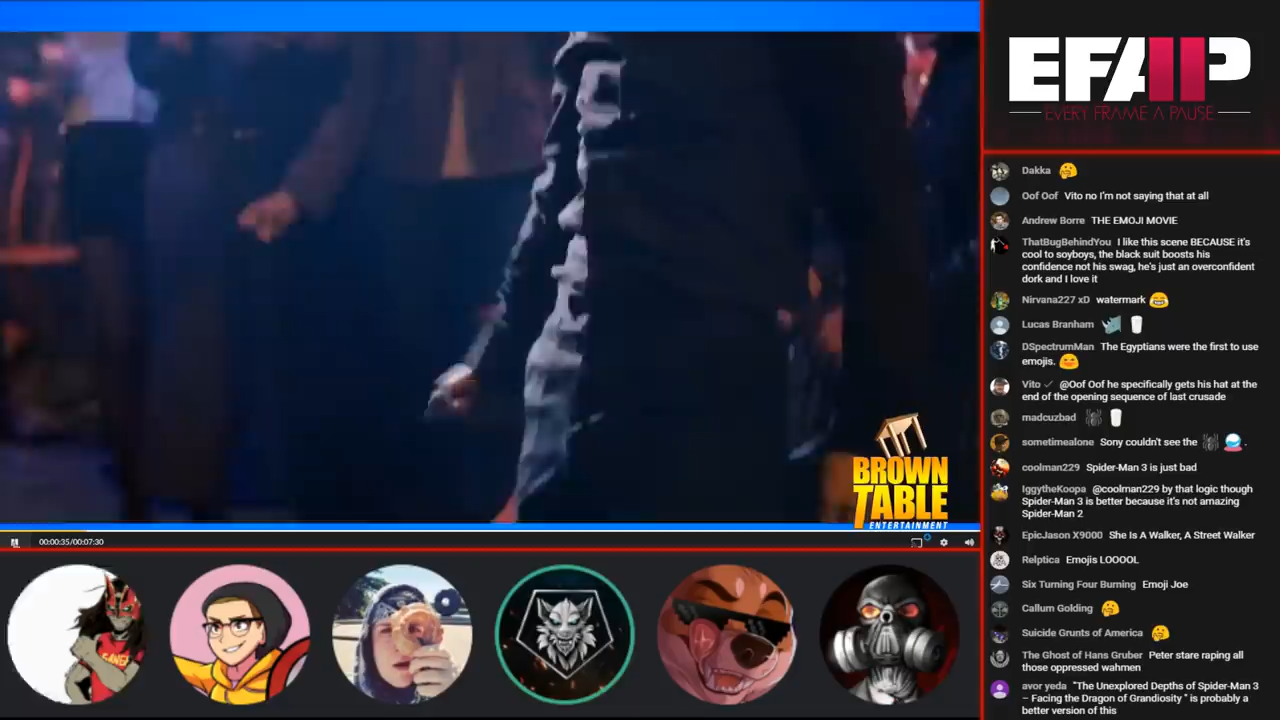 EFAP
EVERY FRAME A PAUSE
Dakka
Oof Oof Vito no I'm not saying that at all
Andrew Borre THE EMOJI MOVIE
ThatBugBehindYou I like this scene BECAUSE it's
cool to soyboys, the black suit boosts his
confidence not his swag, he's just an overconfident
dork and I love it
Nirvana227 xD watermark 😂
Lucas Branham
DSpectrumMan The Egyptians were the first to use
emojis.
Vito ✓ @Oof Oof he specifically gets his hat at the
end of the opening sequence of last crusade
madcuzbad
sometimealone Sony couldn't see the 🕷 🔮 .
coolman229 Spider-Man 3 is just bad
IggytheKoopa @coolman229 by that logic though
Spider-Man 3 is better because it's not amazing
Spider-Man 2
EpicJason X9000 She Is A Walker, A Street Walker
Relptica Emojis LOOOOL
Six Turning Four Burning Emoji Joe
Callum Golding 🤔
Suicide Grunts of America 🤔
The Ghost of Hans Gruber Peter stare raping all
those oppressed wahmen
avor yeda "The Unexplored Depths of Spider-Man 3
– Facing the Dragon of Grandiosity " is probably a
better version of this
BROWN
TABLE
ENTERTAINMENT
00:00:35/00:07:30